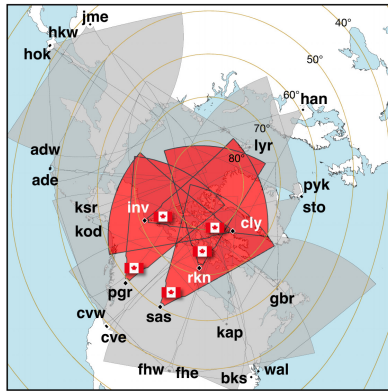 jme
40°
hkw
hok
50°
60°
han
70°
lyr
80°
adw
ade
pyk
sto
ksr
inv
kod
cly
rkn
pgr
gbr
cvw
sas
cve
kap
fhw
fhe
wal
bks